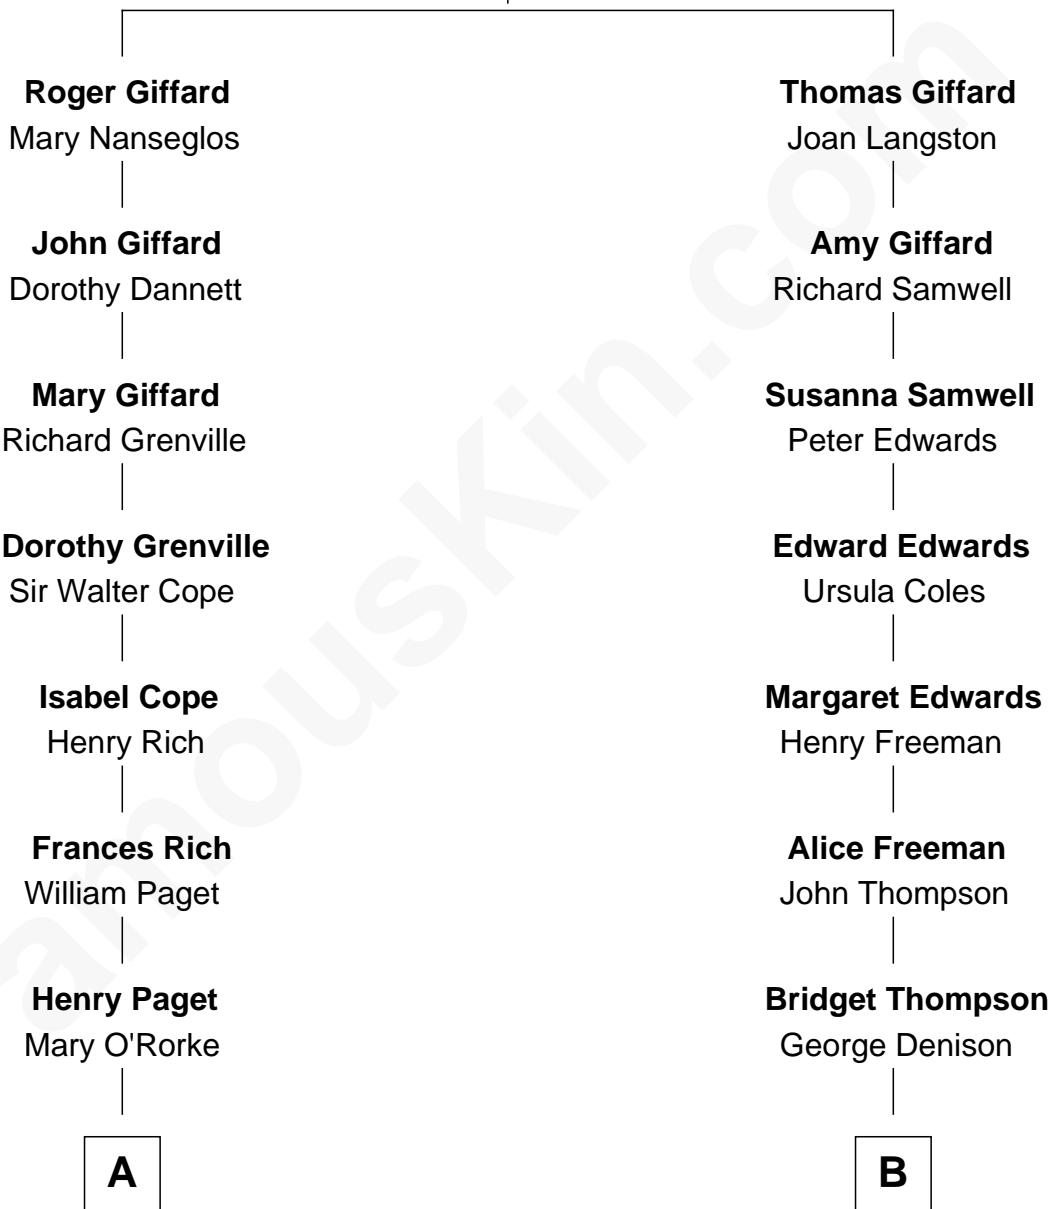 Roger Giffard
Mary Nanseglos
Thomas Giffard
Joan Langston
John Giffard
Dorothy Dannett
Amy Giffard
Richard Samwell
Mary Giffard
Richard Grenville
Susanna Samwell
Peter Edwards
Dorothy Grenville
Sir Walter Cope
Edward Edwards
Ursula Coles
Isabel Cope
Henry Rich
Margaret Edwards
Henry Freeman
Frances Rich
William Paget
Alice Freeman
John Thompson
Henry Paget
Mary O'Rorke
Bridget Thompson
George Denison
A
B
amouskin.com